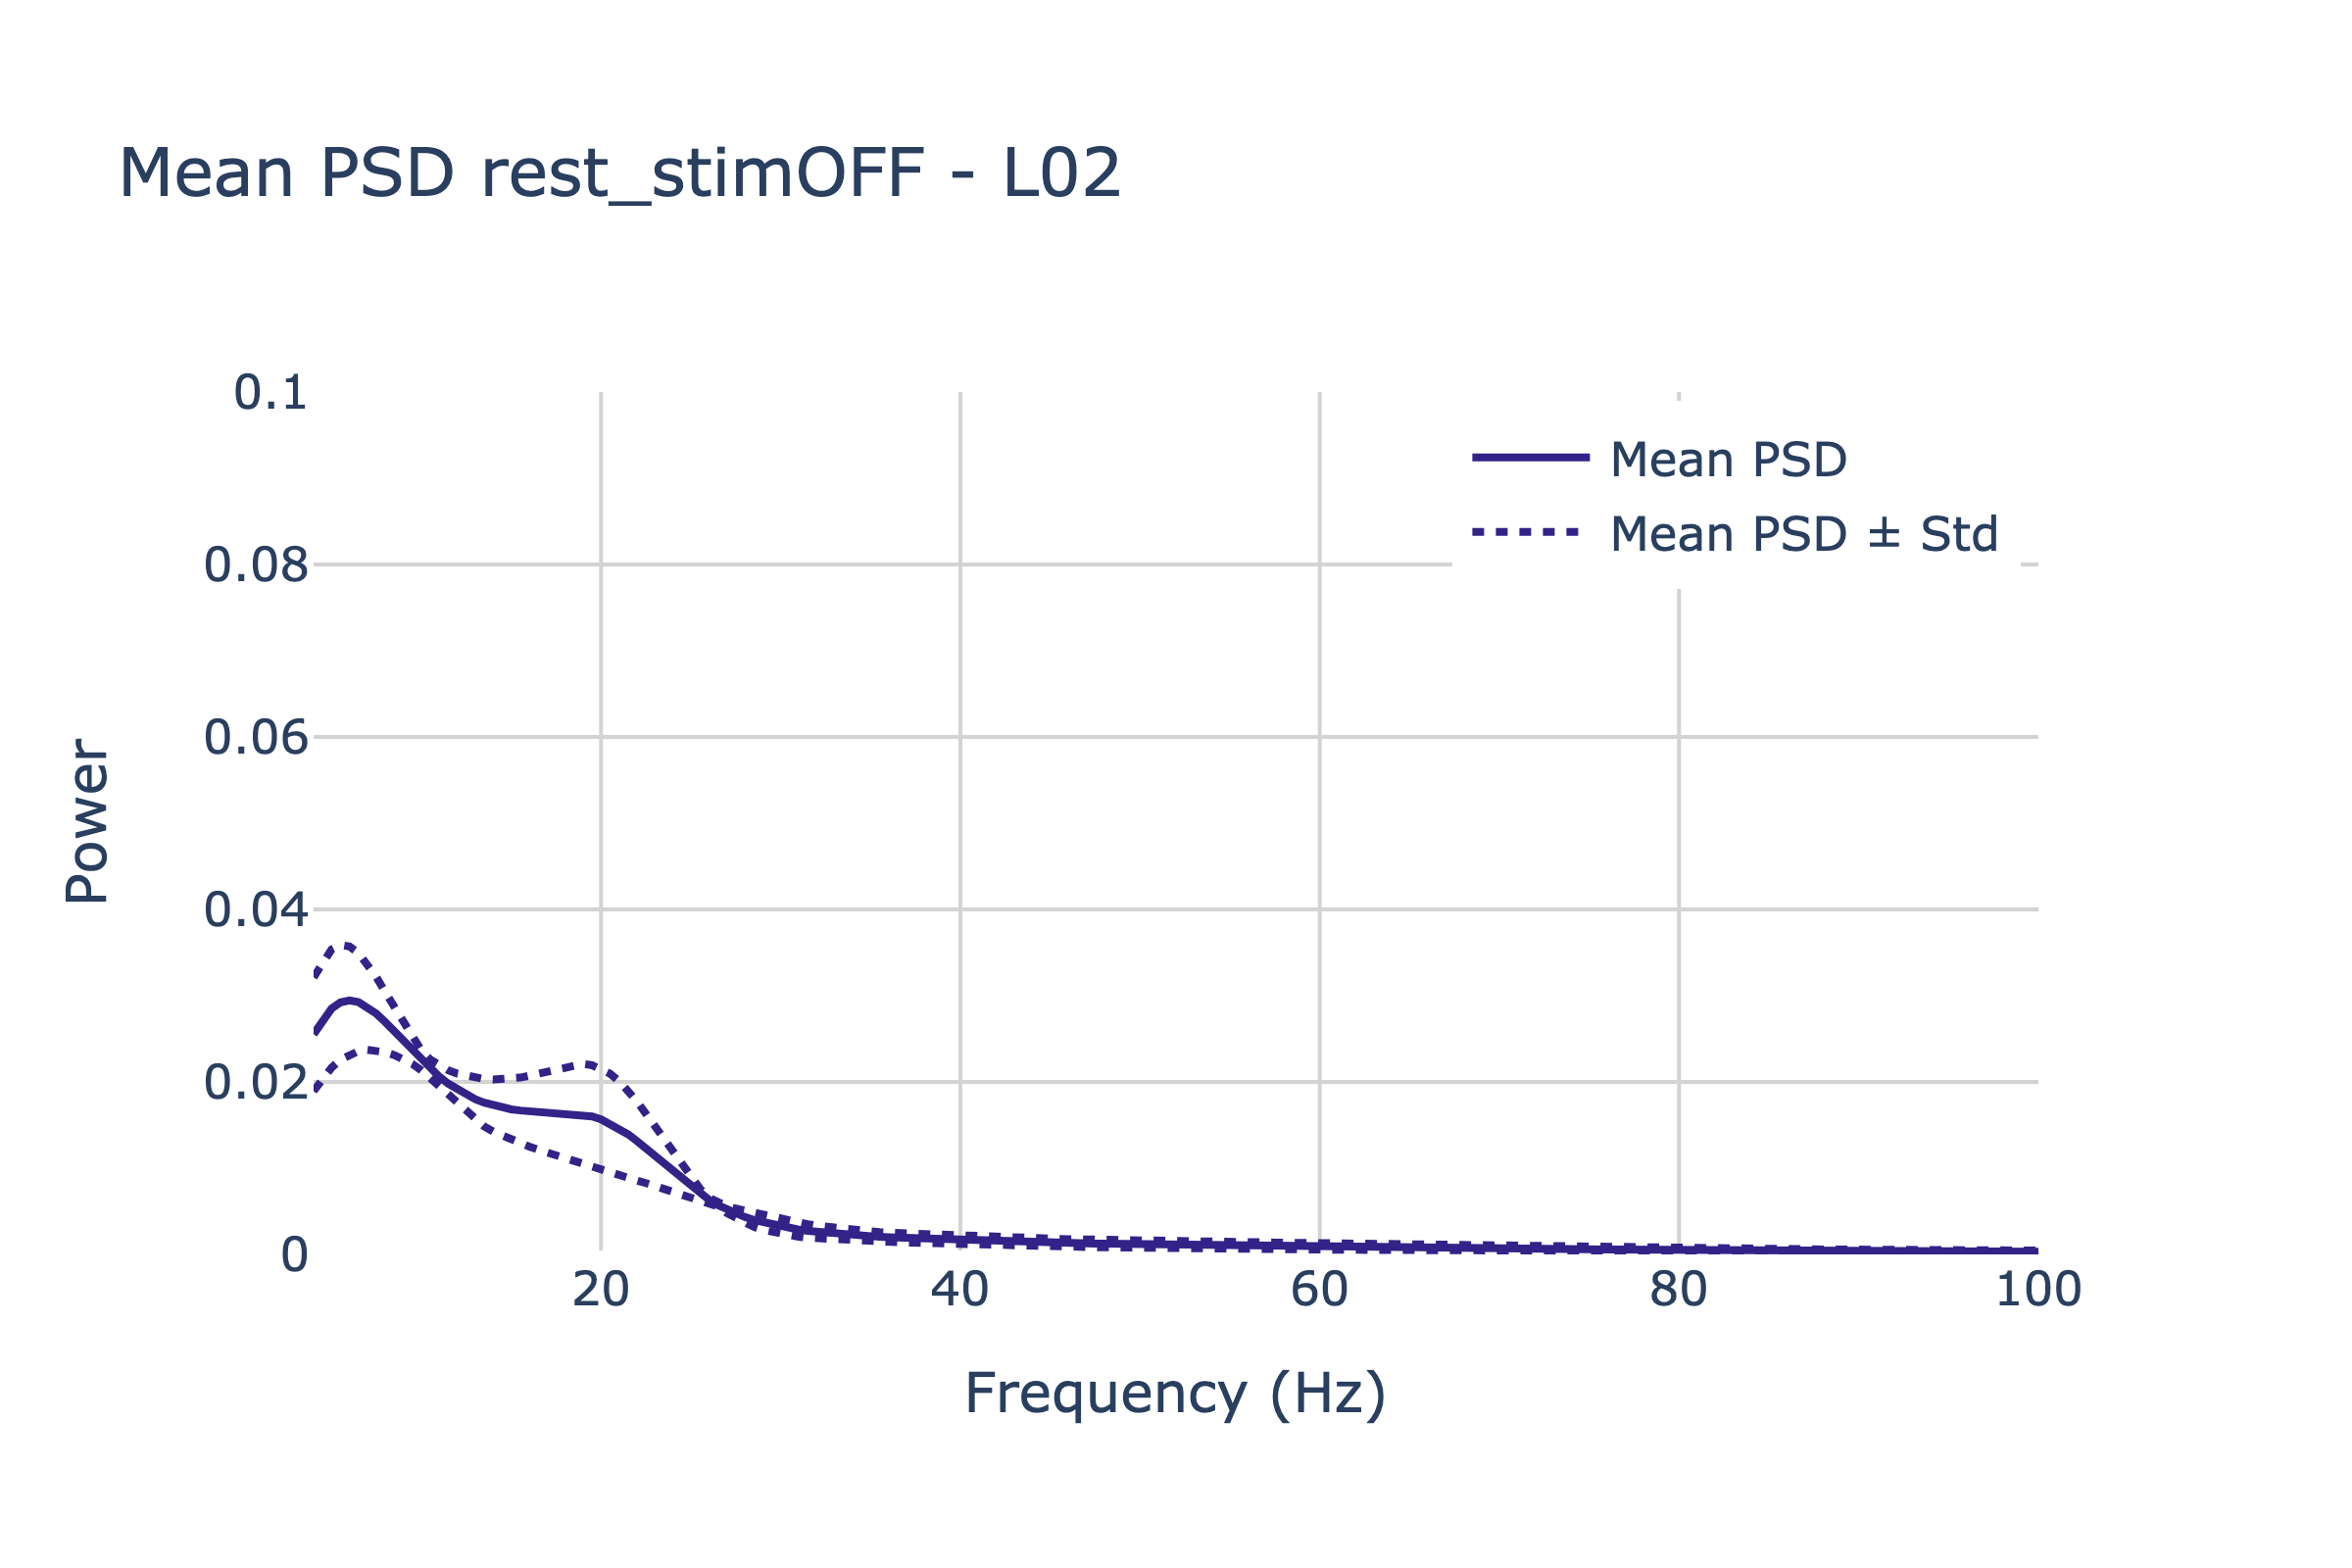 Mean PSD rest_stimOFF - L02
Mean PSD
Mean PSD ± Std
Power
0.1
0.08
0.06
0.04
0.02
0
20
40
60
80
100
Frequency (Hz)